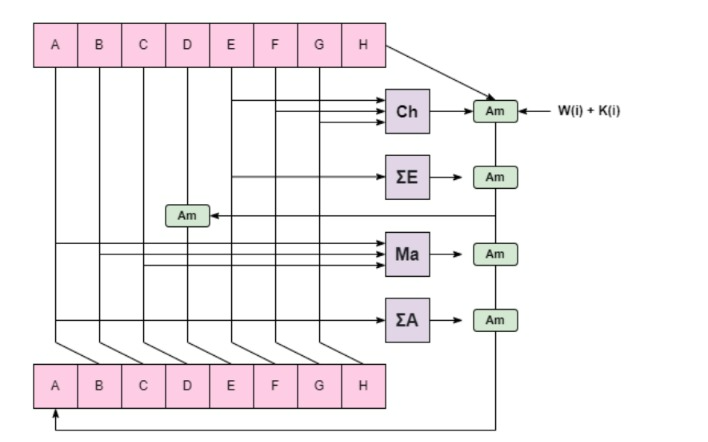 A B C D E F G H
Ch Am W(i) + K(i)
ΣE Am
Am
Ma Am
ΣA Am
A B C D E F G H